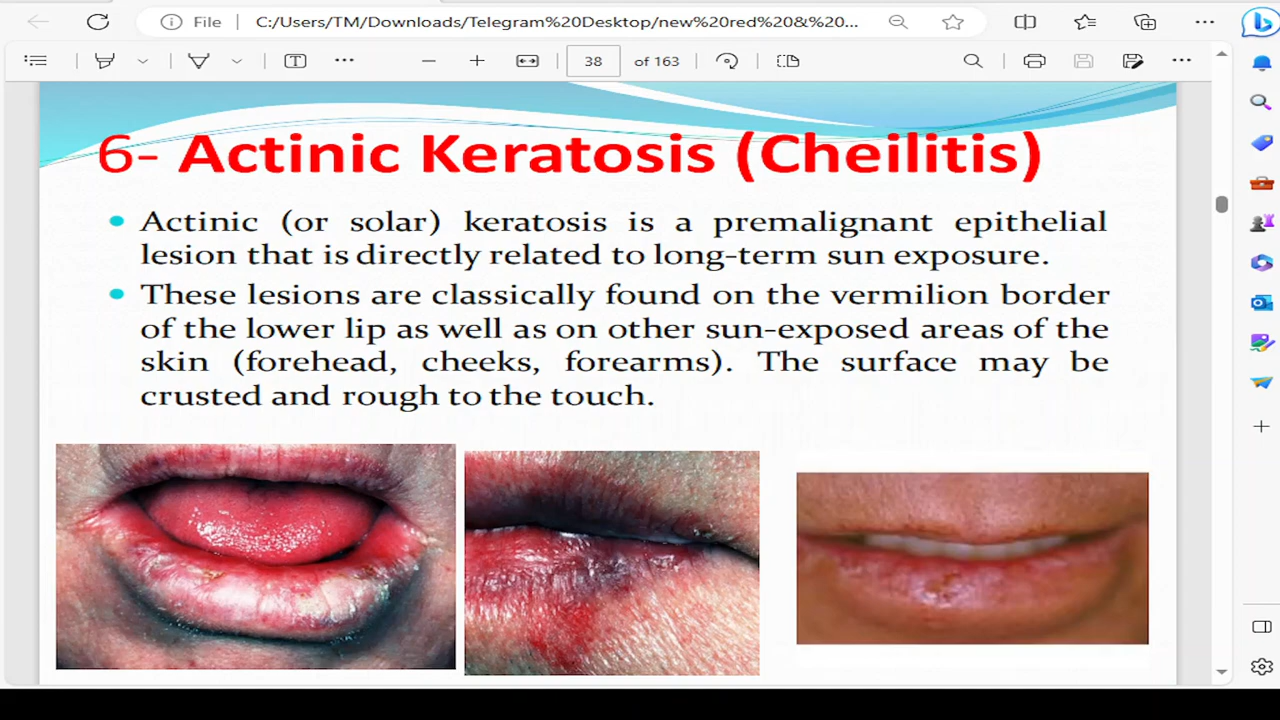 File
C:/Users/TM/Downloads/Telegram%20Desktop/new%20red%20&%20...
38 of 163
6- Actinic Keratosis (Cheilitis)
Actinic (or solar) keratosis is a premalignant epithelial
lesion that is directly related to long-term sun exposure.
These lesions are classically found on the vermilion border
of the lower lip as well as on other sun-exposed areas of the
skin (forehead, cheeks, forearms). The surface may be
crusted and rough to the touch.